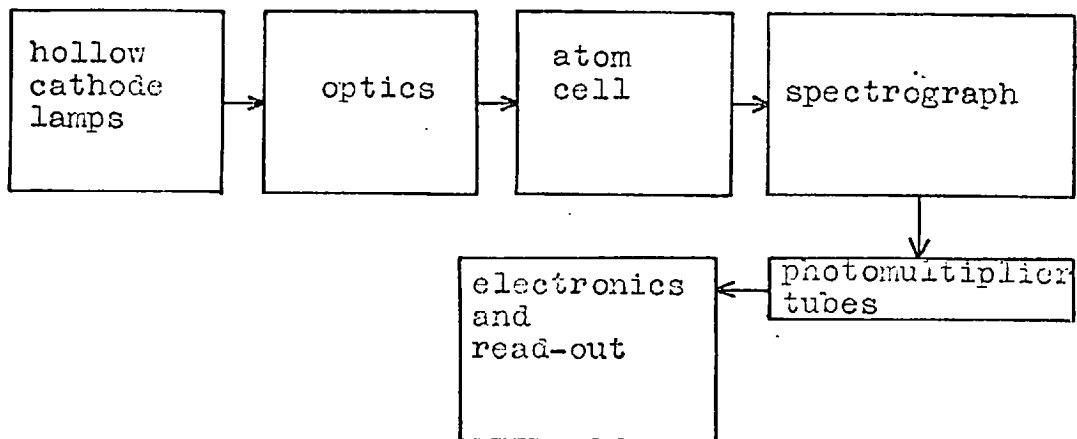 hollow
cathode
lamps
optics
atom
cell
spectrograph
photomultiplier
tubes
electronics
and
read-out